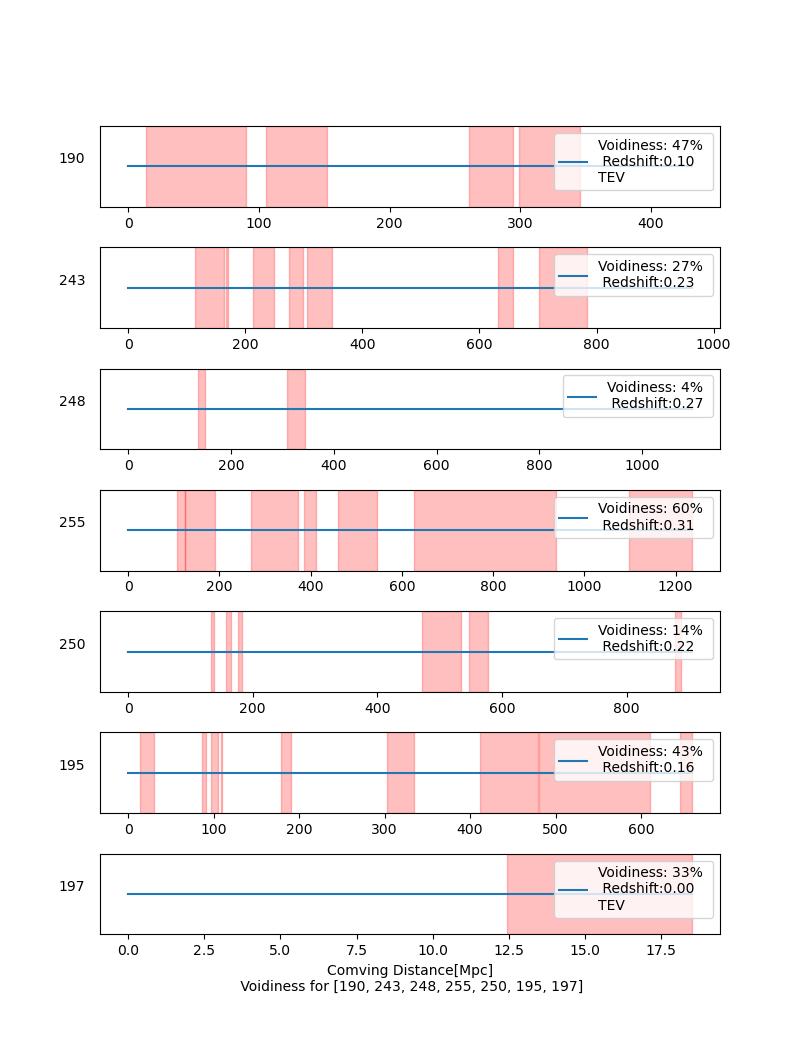 190
Voidiness: 47%
Redshift:0.10
TEV
0 100 200 300 400
243
Voidiness: 27%
Redshift:0.23
0 200 400 600 800 1000
248
Voidiness: 4%
Redshift:0.27
0 200 400 600 800 1000
255
Voidiness: 60%
Redshift:0.31
0 200 400 600 800 1000 1200
250
Voidiness: 14%
Redshift:0.22
0 200 400 600 800
195
Voidiness: 43%
Redshift:0.16
0 100 200 300 400 500 600
197
Voidiness: 33%
Redshift:0.00
TEV
0.0 2.5 5.0 7.5 10.0 12.5 15.0 17.5
Comving Distance[Mpc]
Voidiness for [190, 243, 248, 255, 250, 195, 197]